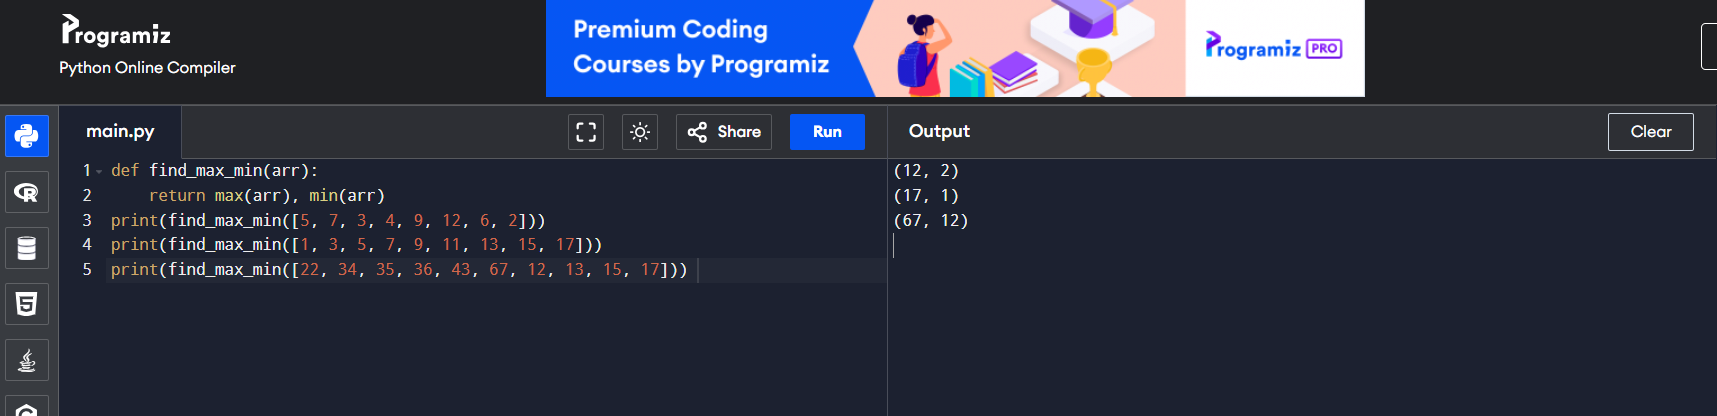 Programiz
Python Online Compiler
Premium Coding
Courses by Programiz
Programiz PRO
main.py
Share
Run
Output
Clear
1 def find_max_min(arr):
2     return max(arr), min(arr)
3 print(find_max_min([5, 7, 3, 4, 9, 12, 6, 2]))
4 print(find_max_min([1, 3, 5, 7, 9, 11, 13, 15, 17]))
5 print(find_max_min([22, 34, 35, 36, 43, 67, 12, 13, 15, 17]))
(12, 2)
(17, 1)
(67, 12)